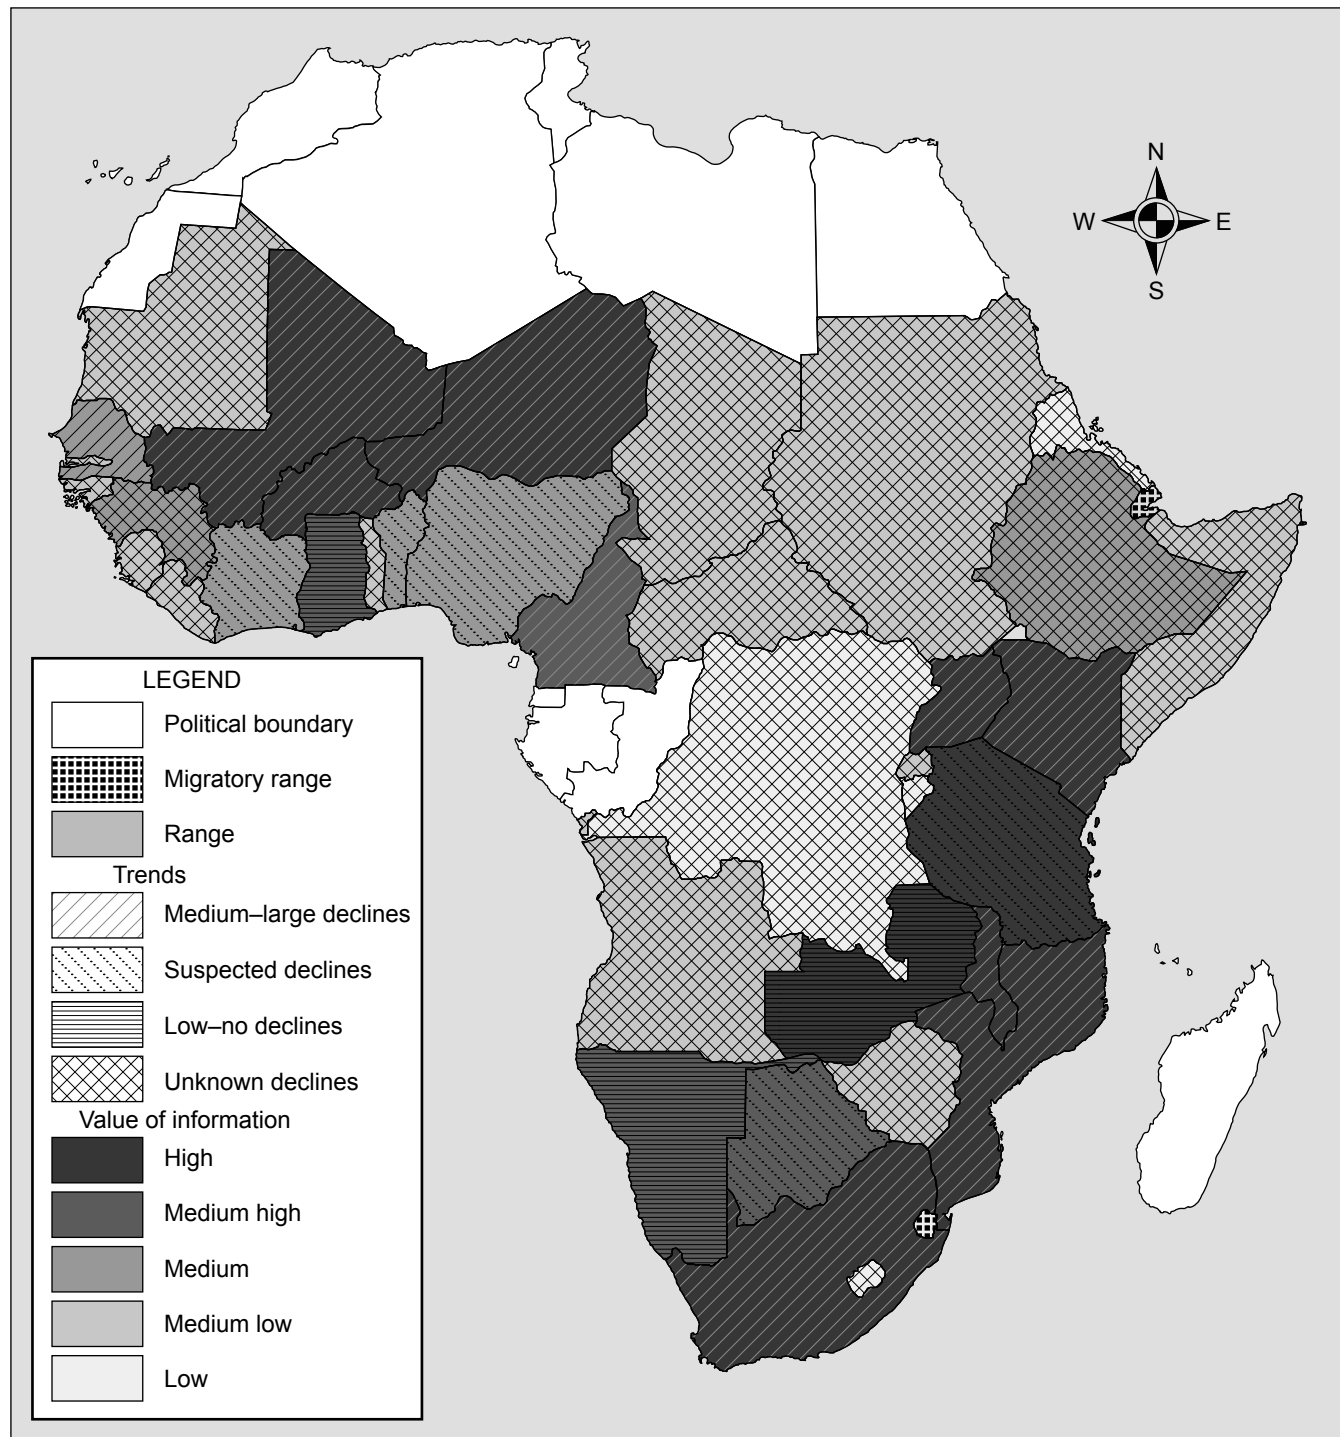 N
W E
S
LEGEND
Political boundary
Migratory range
Range
Trends
Medium–large declines
Suspected declines
Low–no declines
Unknown declines
Value of information
High
Medium high
Medium
Medium low
Low